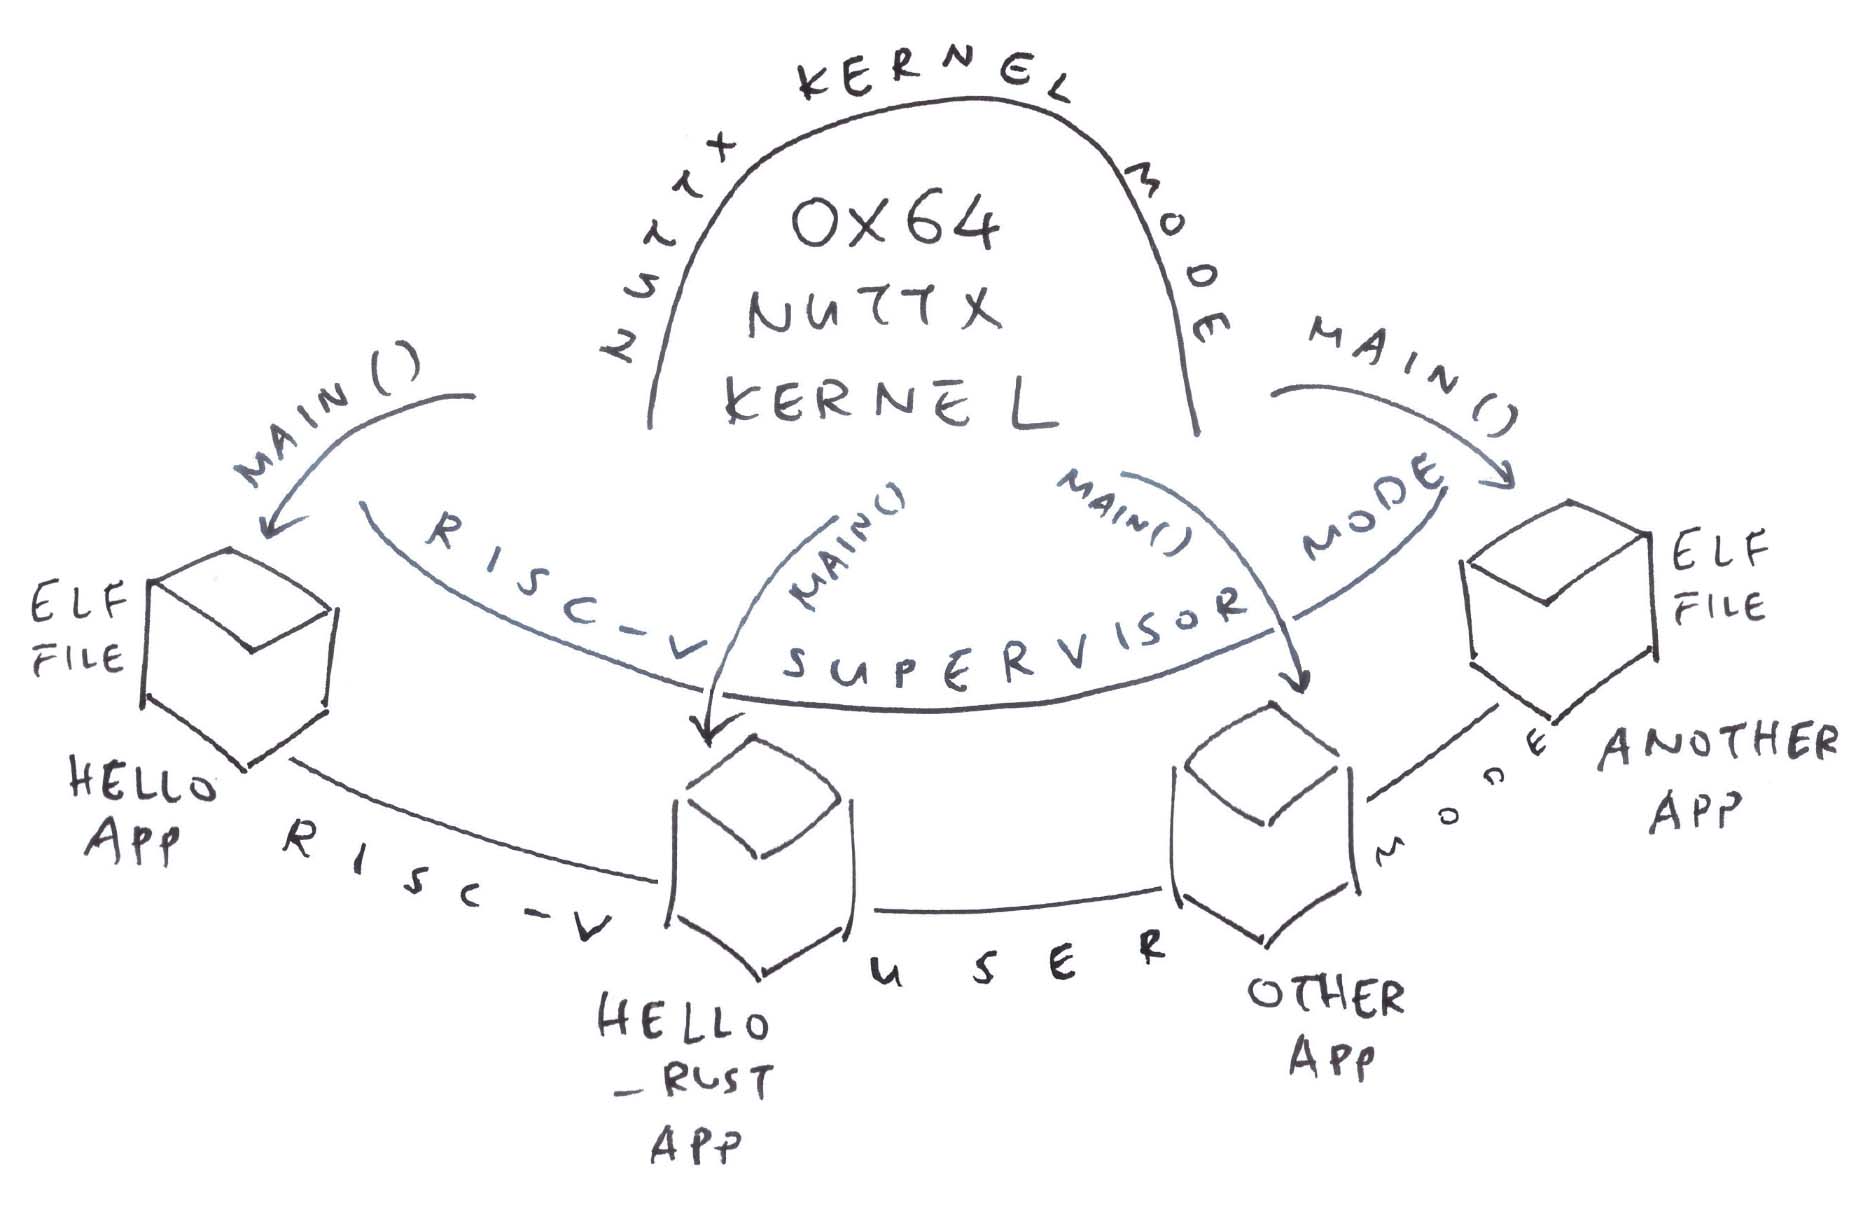 NUTTX KERNEL MODE
OX64
NUTTX
KERNEL
MAIN()
MAIN()
MAIN()
MAIN()
RISC-V SUPERVISOR MODE
ELF
FILE
ELF
FILE
HELLO
APP
ANOTHER
APP
RISC-V USER MODE
HELLO
_RUST
APP
OTHER
APP